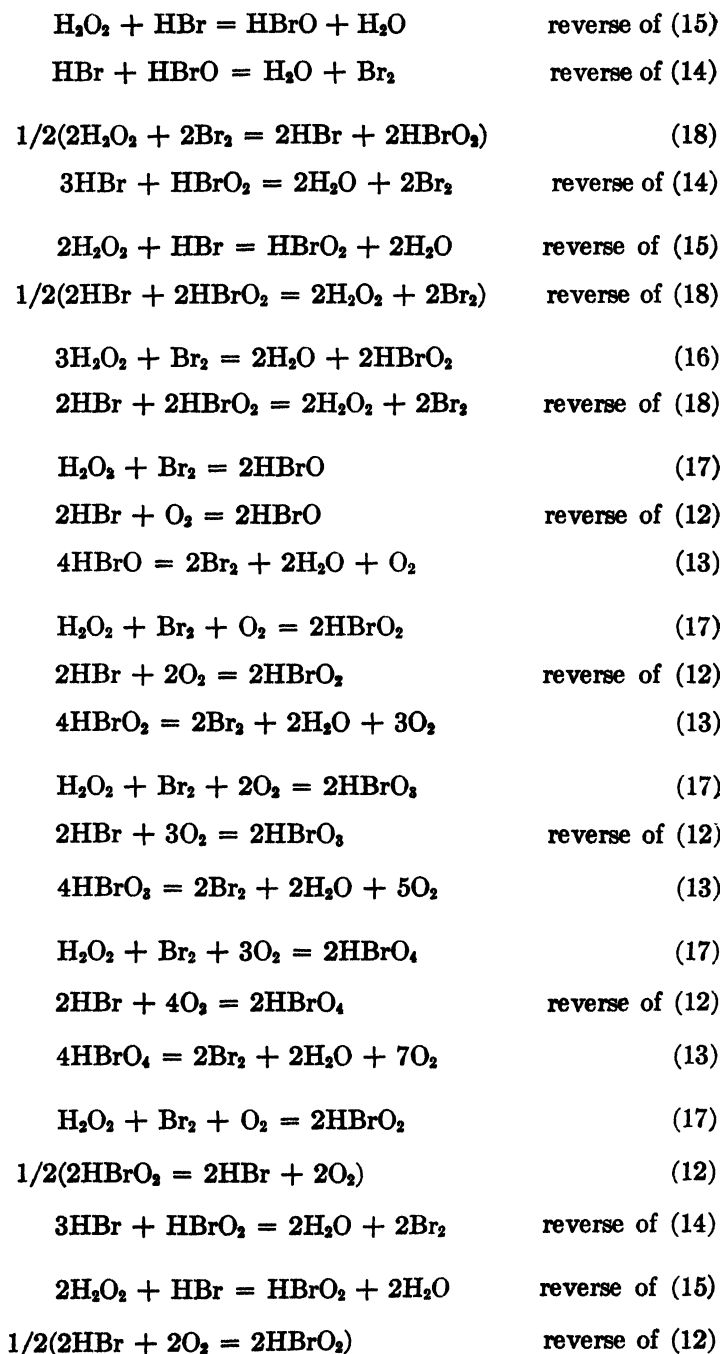 H₂O₂ + HBr = HBrO + H₂O reverse of (15)
HBr + HBrO = H₂O + Br₂ reverse of (14)
1/2(2H₂O₂ + 2Br₂ = 2HBr + 2HBrO₂) (18)
3HBr + HBrO₂ = 2H₂O + 2Br₂ reverse of (14)
2H₂O₂ + HBr = HBrO₂ + 2H₂O reverse of (15)
1/2(2HBr + 2HBrO₂ = 2H₂O₂ + 2Br₂) reverse of (18)
3H₂O₂ + Br₂ = 2H₂O + 2HBrO₂ (16)
2HBr + 2HBrO₂ = 2H₂O₂ + 2Br₂ reverse of (18)
H₂O₂ + Br₂ = 2HBrO (17)
2HBr + O₂ = 2HBrO reverse of (12)
4HBrO = 2Br₂ + 2H₂O + O₂ (13)
H₂O₂ + Br₂ + O₂ = 2HBrO₂ (17)
2HBr + 2O₂ = 2HBrO₂ reverse of (12)
4HBrO₂ = 2Br₂ + 2H₂O + 3O₂ (13)
H₂O₂ + Br₂ + 2O₂ = 2HBrO₃ (17)
2HBr + 3O₂ = 2HBrO₃ reverse of (12)
4HBrO₃ = 2Br₂ + 2H₂O + 5O₂ (13)
H₂O₂ + Br₂ + 3O₂ = 2HBrO₄ (17)
2HBr + 4O₂ = 2HBrO₄ reverse of (12)
4HBrO₄ = 2Br₂ + 2H₂O + 7O₂ (13)
H₂O₂ + Br₂ + O₂ = 2HBrO₂ (17)
1/2(2HBrO₂ = 2HBr + 2O₂) (12)
3HBr + HBrO₂ = 2H₂O + 2Br₂ reverse of (14)
2H₂O₂ + HBr = HBrO₂ + 2H₂O reverse of (15)
1/2(2HBr + 2O₂ = 2HBrO₂) reverse of (12)